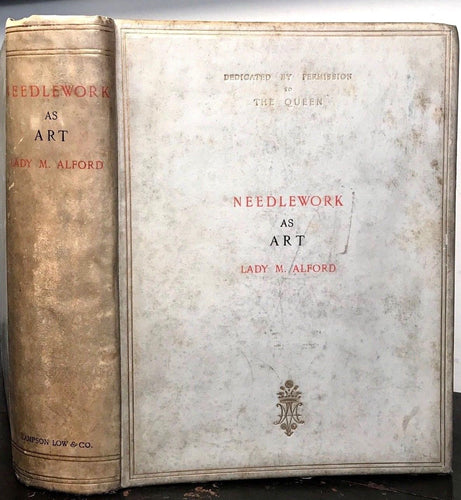 NEEDLEWORK
AS
ART
LADY M. ALFORD
SAMPSON LOW & CO.
DEDICATED BY PERMISSION
to
THE QUEEN
NEEDLEWORK
AS
ART
LADY M. ALFORD